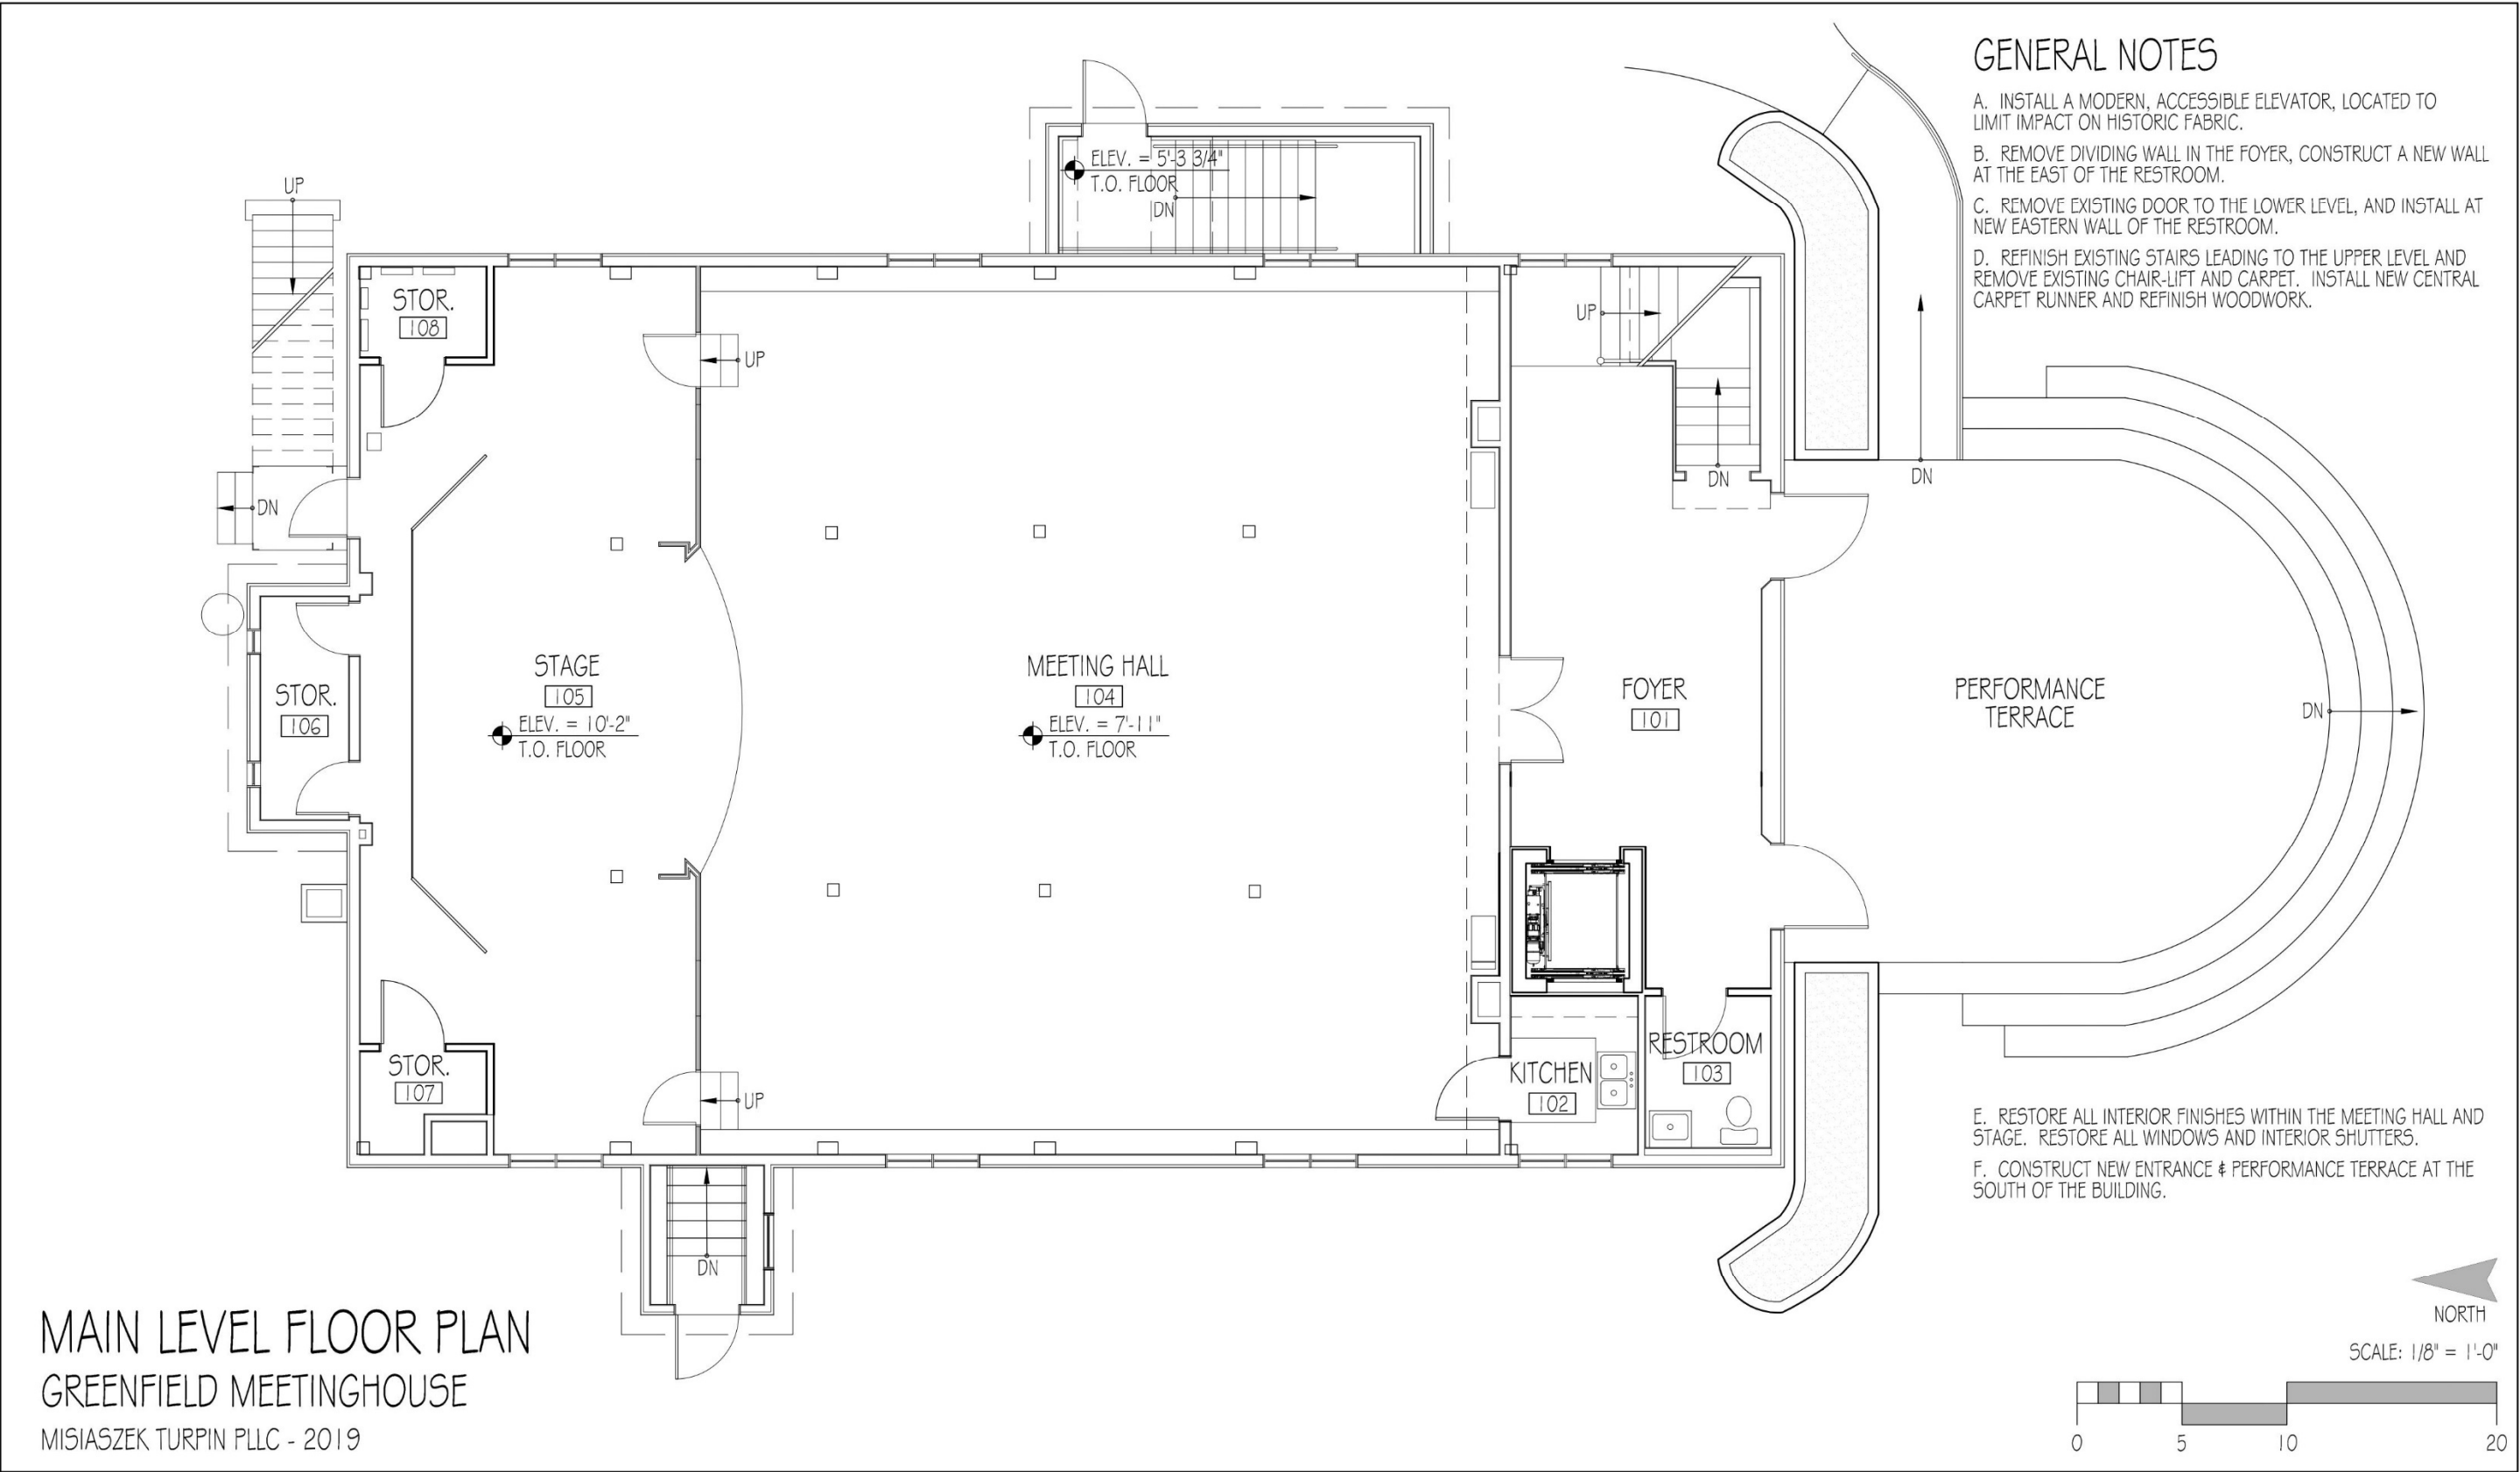 GENERAL NOTES
A. INSTALL A MODERN, ACCESSIBLE ELEVATOR, LOCATED TO
LIMIT IMPACT ON HISTORIC FABRIC.
B. REMOVE DIVIDING WALL IN THE FOYER, CONSTRUCT A NEW WALL
AT THE EAST OF THE RESTROOM.
C. REMOVE EXISTING DOOR TO THE LOWER LEVEL, AND INSTALL AT
NEW EASTERN WALL OF THE RESTROOM.
D. REFINISH EXISTING STAIRS LEADING TO THE UPPER LEVEL AND
REMOVE EXISTING CHAIR-LIFT AND CARPET. INSTALL NEW CENTRAL
CARPET RUNNER AND REFINISH WOODWORK.
ELEV. = 5'-3 3/4"
T.O. FLOOR
DN
UP
STOR.
108
UP
UP
DN
DN
DN
STOR.
106
STAGE
105
ELEV. = 10'-2"
T.O. FLOOR
MEETING HALL
104
ELEV. = 7'-11"
T.O. FLOOR
FOYER
101
PERFORMANCE
TERRACE
DN
STOR.
107
UP
KITCHEN
102
RESTROOM
103
DN
E. RESTORE ALL INTERIOR FINISHES WITHIN THE MEETING HALL AND
STAGE. RESTORE ALL WINDOWS AND INTERIOR SHUTTERS.
F. CONSTRUCT NEW ENTRANCE & PERFORMANCE TERRACE AT THE
SOUTH OF THE BUILDING.
MAIN LEVEL FLOOR PLAN
GREENFIELD MEETINGHOUSE
MISIASZEK TURPIN PLLC - 2019
NORTH
SCALE: 1/8" = 1'-0"
0 5 10 20